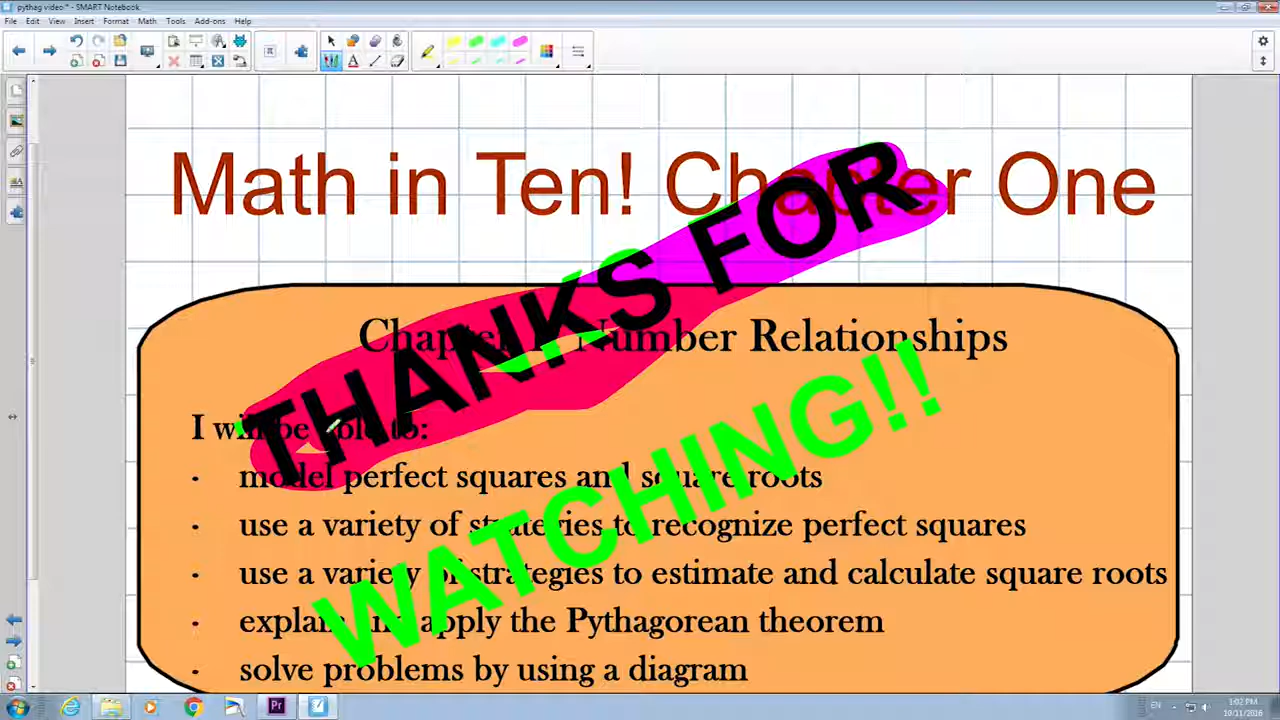 pythag video * - SMART Notebook
File Edit View Insert Format Math Tools Add-ons Help
Math in Ten! Chapter One
THANKS FOR
WATCHING!!
Chapter 1: Number Relationships
I will be able to:
· model perfect squares and square roots
· use a variety of strategies to recognize perfect squares
· use a variety of strategies to estimate and calculate square roots
· explain and apply the Pythagorean theorem
· solve problems by using a diagram
EN
1:02 PM
10/11/2016